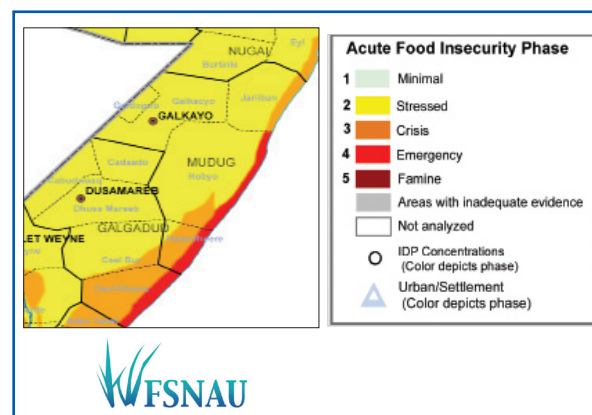 NUGAL
Eyl
Burtinle
Galkacyo
Jariiban
GALKAYO
MUDUG
Cadaado
Hobyo
DUSAMAREB
Dhusa Mareeb
GALGADUD
LET WEYNE
Ceel Bur
Acute Food Insecurity Phase
1 Minimal
2 Stressed
3 Crisis
4 Emergency
5 Famine
Areas with inadequate evidence
Not analyzed
IDP Concentrations
(Color depicts phase)
Urban/Settlement
(Color depicts phase)
FSNAU